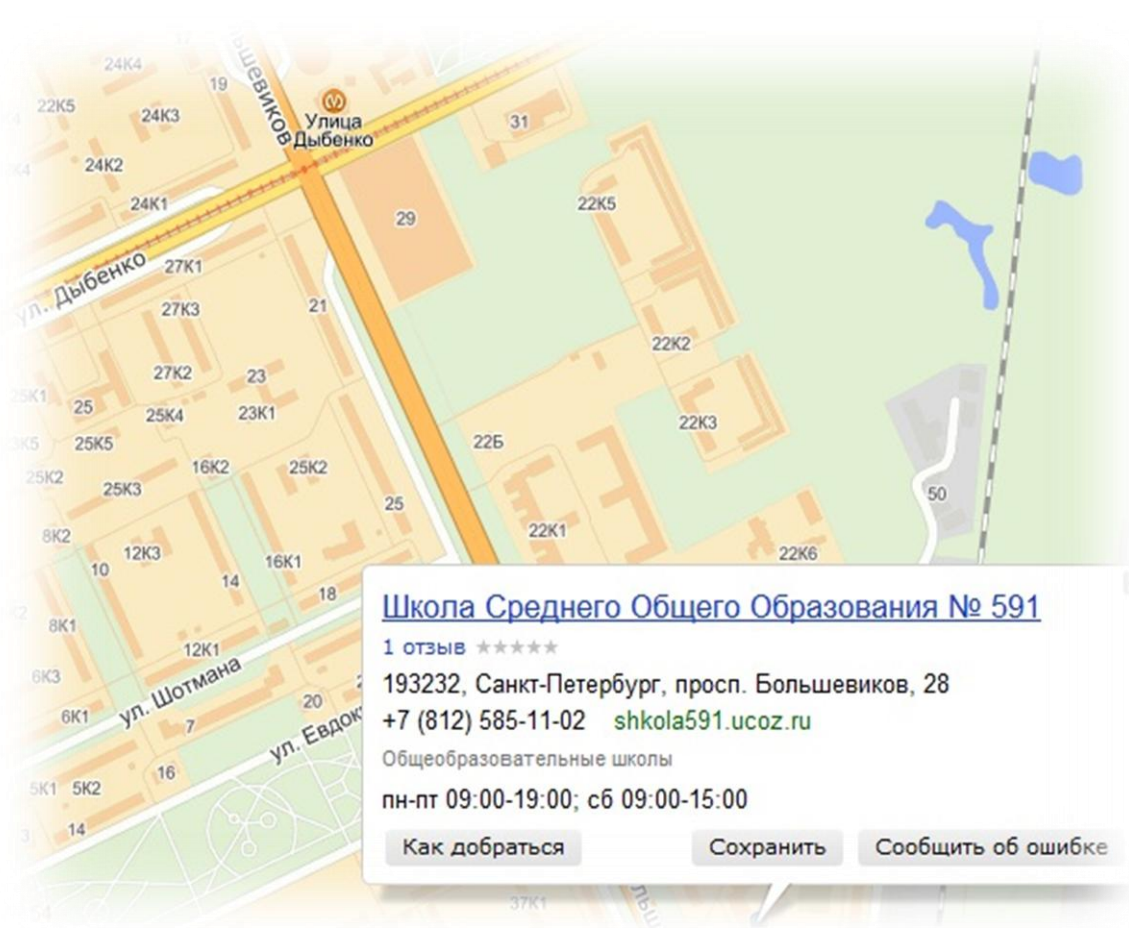 24К4
19
льшевиков
22К5
24К3
Улица
Дыбенко
31
24К2
24К1
29
22К5
ул. Дыбенко
27К1
27К3
21
22К2
27К2
23
25
25К4
23К1
22К3
25К5
22Б
16К2
25К2
25К2
25К3
25
50
8К2
22К1
12К3
22К6
10
16К1
14
18
8К1
12К1
6К3
ул. Шотмана
6К1
7
20
ул. Евдок
16
5К1
5К2
14
Школа Среднего Общего Образования № 591
1 отзыв
193232, Санкт-Петербург, просп. Большевиков, 28
+7 (812) 585-11-02 shkola591.ucoz.ru
Общеобразовательные школы
пн-пт 09:00-19:00; сб 09:00-15:00
Как добраться Сохранить Сообщить об ошибке
37К1
54